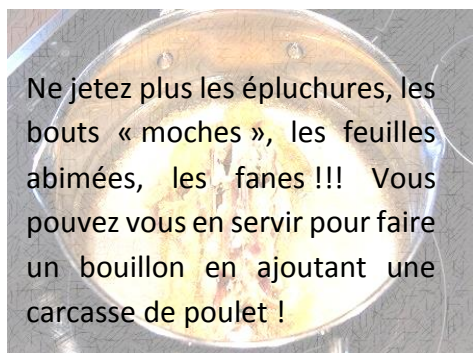 Ne jetez plus les épluchures, les
bouts « moches », les feuilles
abimées, les fanes !!! Vous
pouvez vous en servir pour faire
un bouillon en ajoutant une
carcasse de poulet !